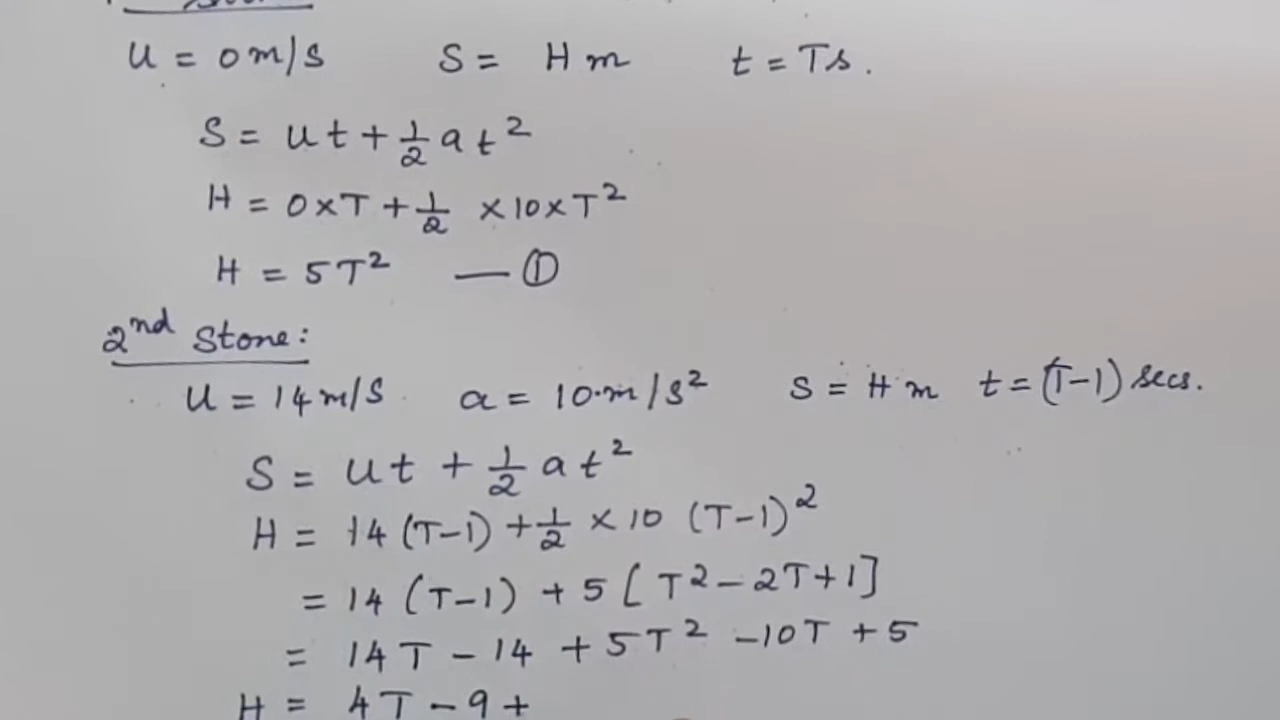 U = 0 m/s S = H m t = Ts.
S = ut + 1/2 at²
H = 0×T + 1/2 ×10×T²
H = 5T² — ①
2nd Stone:
U = 14 m/s a = 10 m/s² S = H m t = (T-1) secs.
S = ut + 1/2 at²
H = 14 (T-1) + 1/2 × 10 (T-1)²
= 14 (T-1) + 5 [T² - 2T + 1]
= 14T - 14 + 5T² - 10T + 5
H = 4T - 9 +